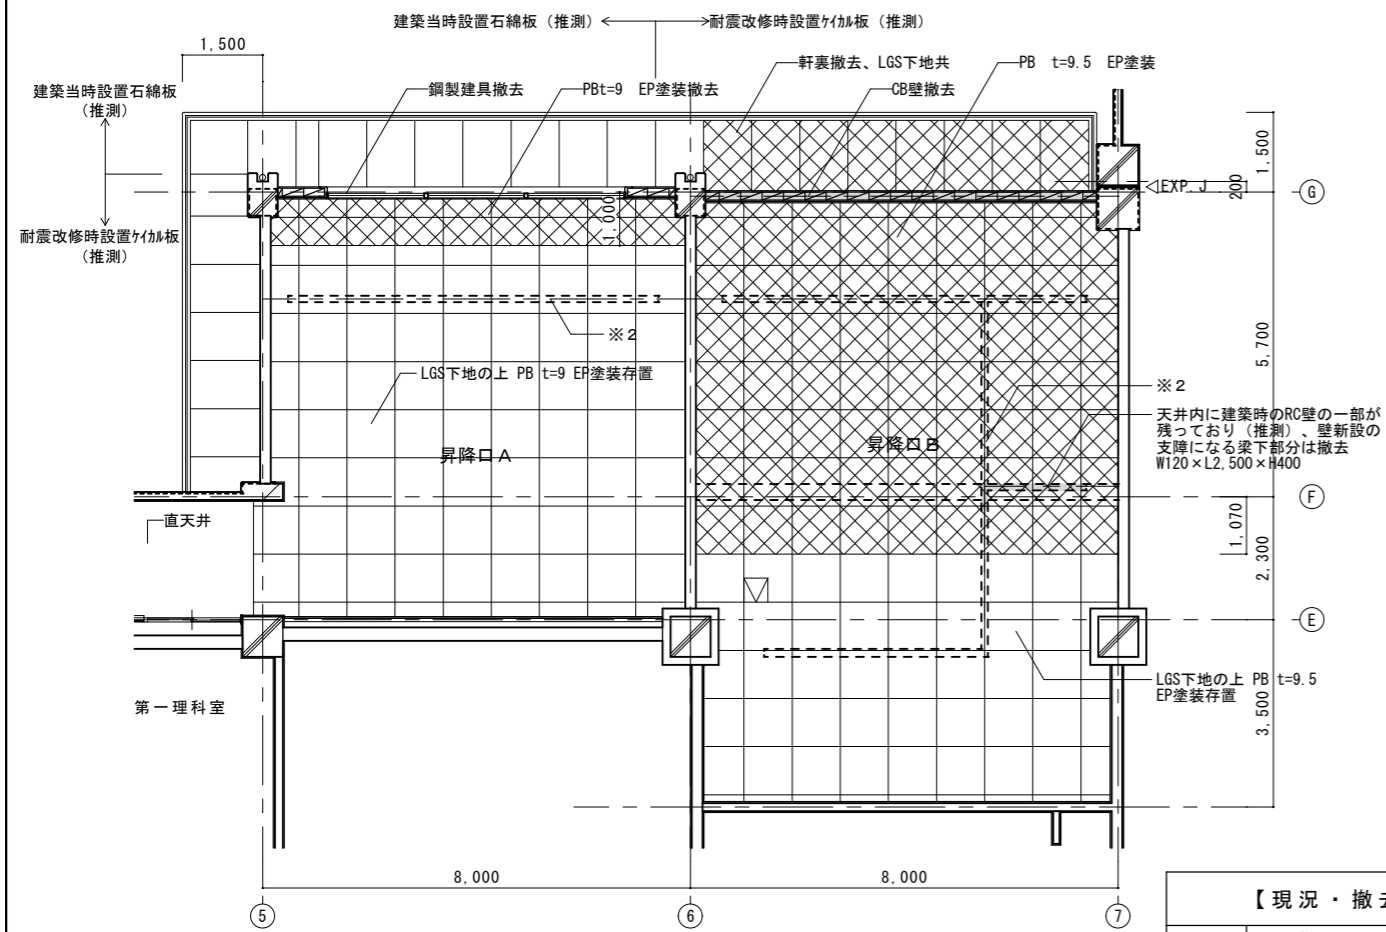 建築当時設置石綿板（推測）
耐震改修時設置ｹｲｶﾙ板（推測）
1,500
軒裏撤去、LGS下地共
PB t=9.5 EP塗装
建築当時設置石綿板
（推測）
鋼製建具撤去
PBt=9 EP塗装撤去
CB壁撤去
1,500
EXP.J
200
G
1,000
耐震改修時設置ｹｲｶﾙ板
（推測）
※2
5,700
LGS下地の上 PB t=9 EP塗装存置
※2
天井内に建築時のRC壁の一部が
残っており（推測）、壁新設の
支障になる梁下部分は撤去
W120×L2,500×H400
昇降口A
昇降口B
F
直天井
1,070
2,300
E
LGS下地の上 PB t=9.5
EP塗装存置
第一理科室
3,500
8,000
8,000
【現況・撤
5
6
7